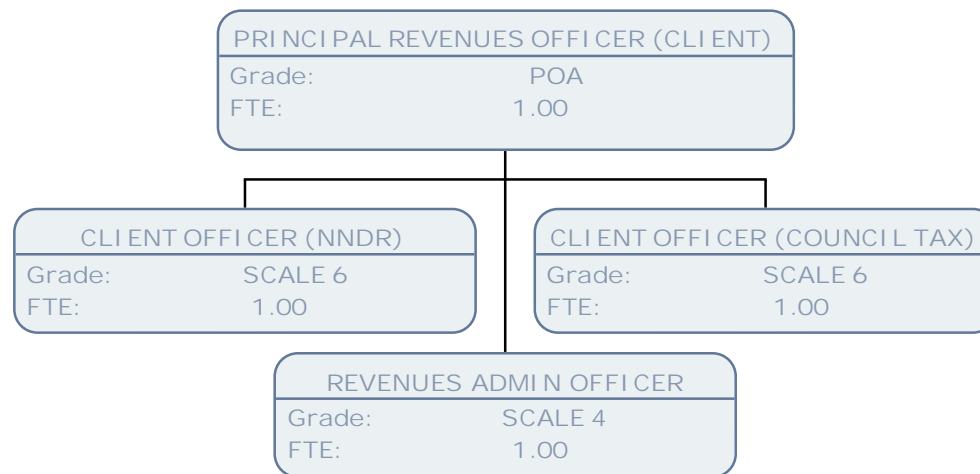 PRINCIPAL REVENUES OFFICER (CLIENT)
Grade: POA
FTE: 1.00
CLIENT OFFICER (NNDR)
Grade: SCALE 6
FTE: 1.00
CLIENT OFFICER (COUNCIL TAX)
Grade: SCALE 6
FTE: 1.00
REVENUES ADMIN OFFICER
Grade: SCALE 4
FTE: 1.00